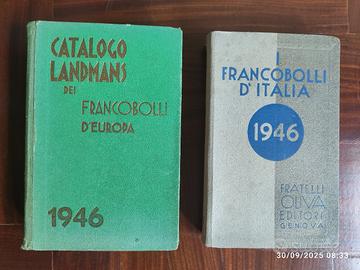 CATALOGO
LANDMANS
DEI
FRANCOBOLLI
D'EUROPA
1946
I
FRANCOBOLLI
D'ITALIA
1946
FRATELLI
OLIVA
EDITORI
GENOVA
30/09/2025 08:33